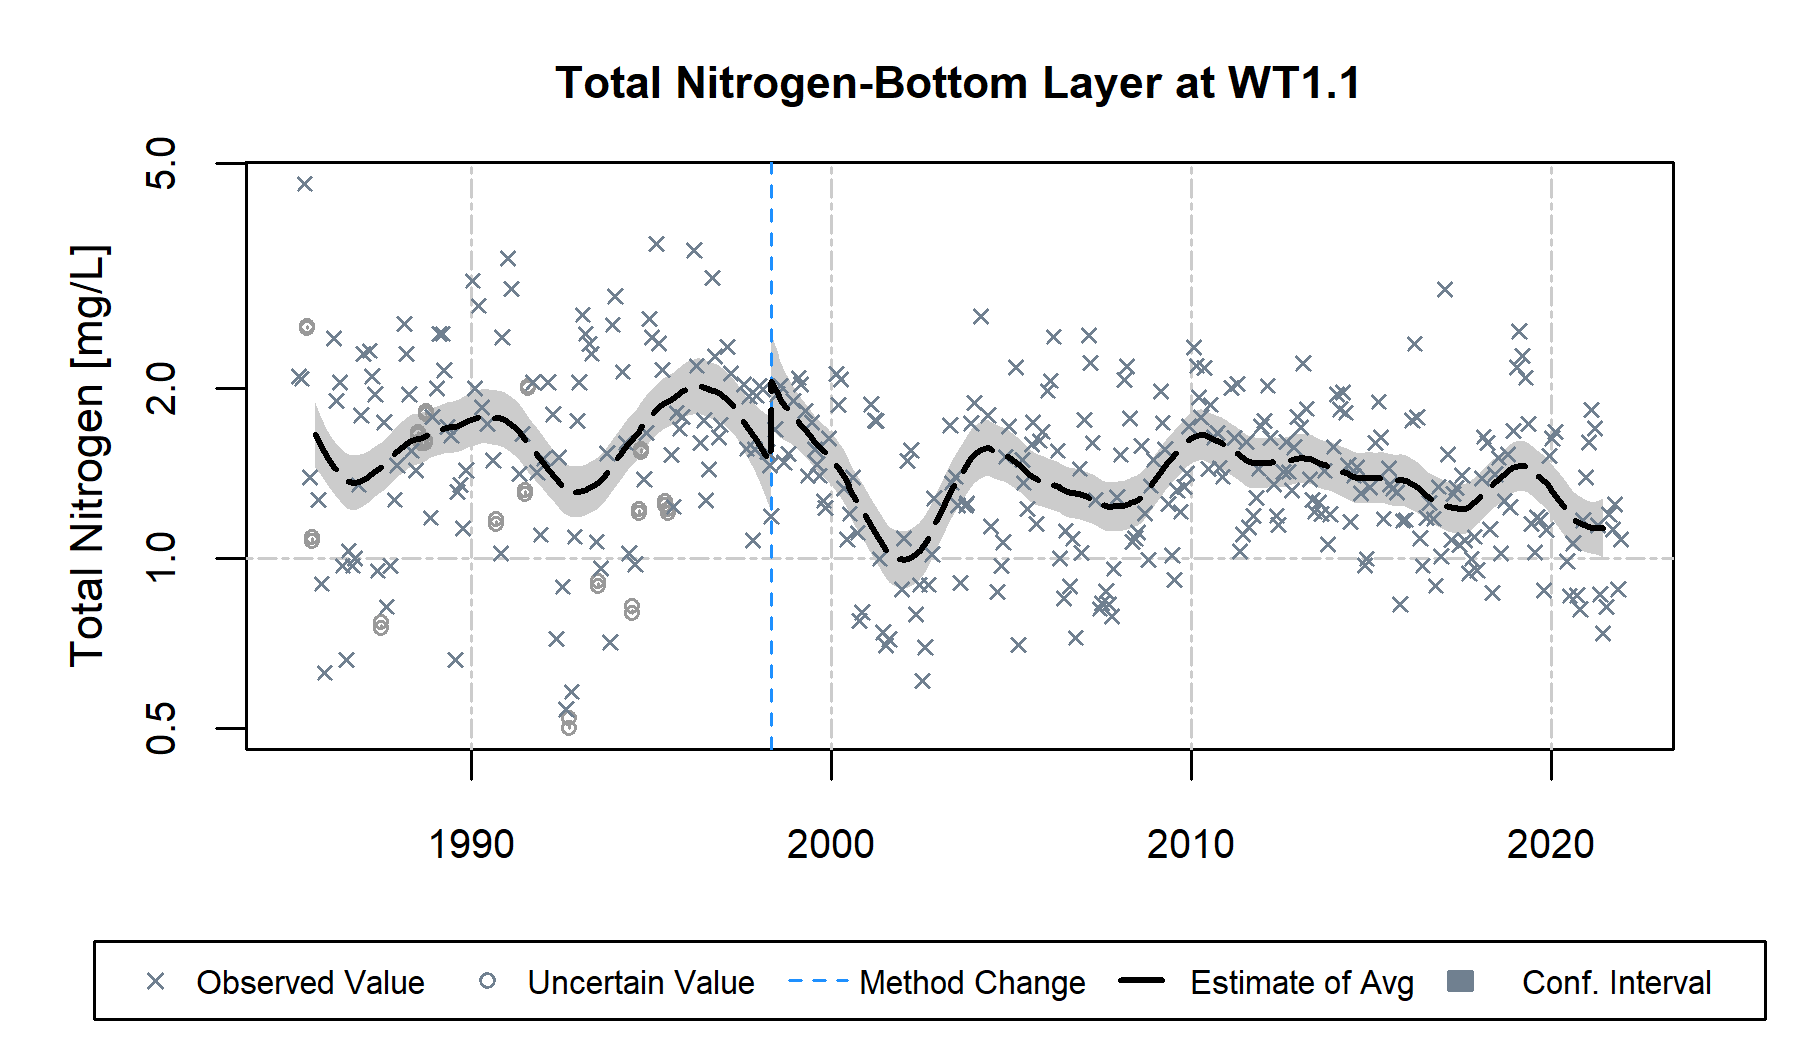 Total Nitrogen-Bottom Layer at WT1.1
Total Nitrogen [mg/L]
5.0
2.0
1.0
0.5
1990 2000 2010 2020
Observed Value Uncertain Value Method Change Estimate of Avg Conf. Interval